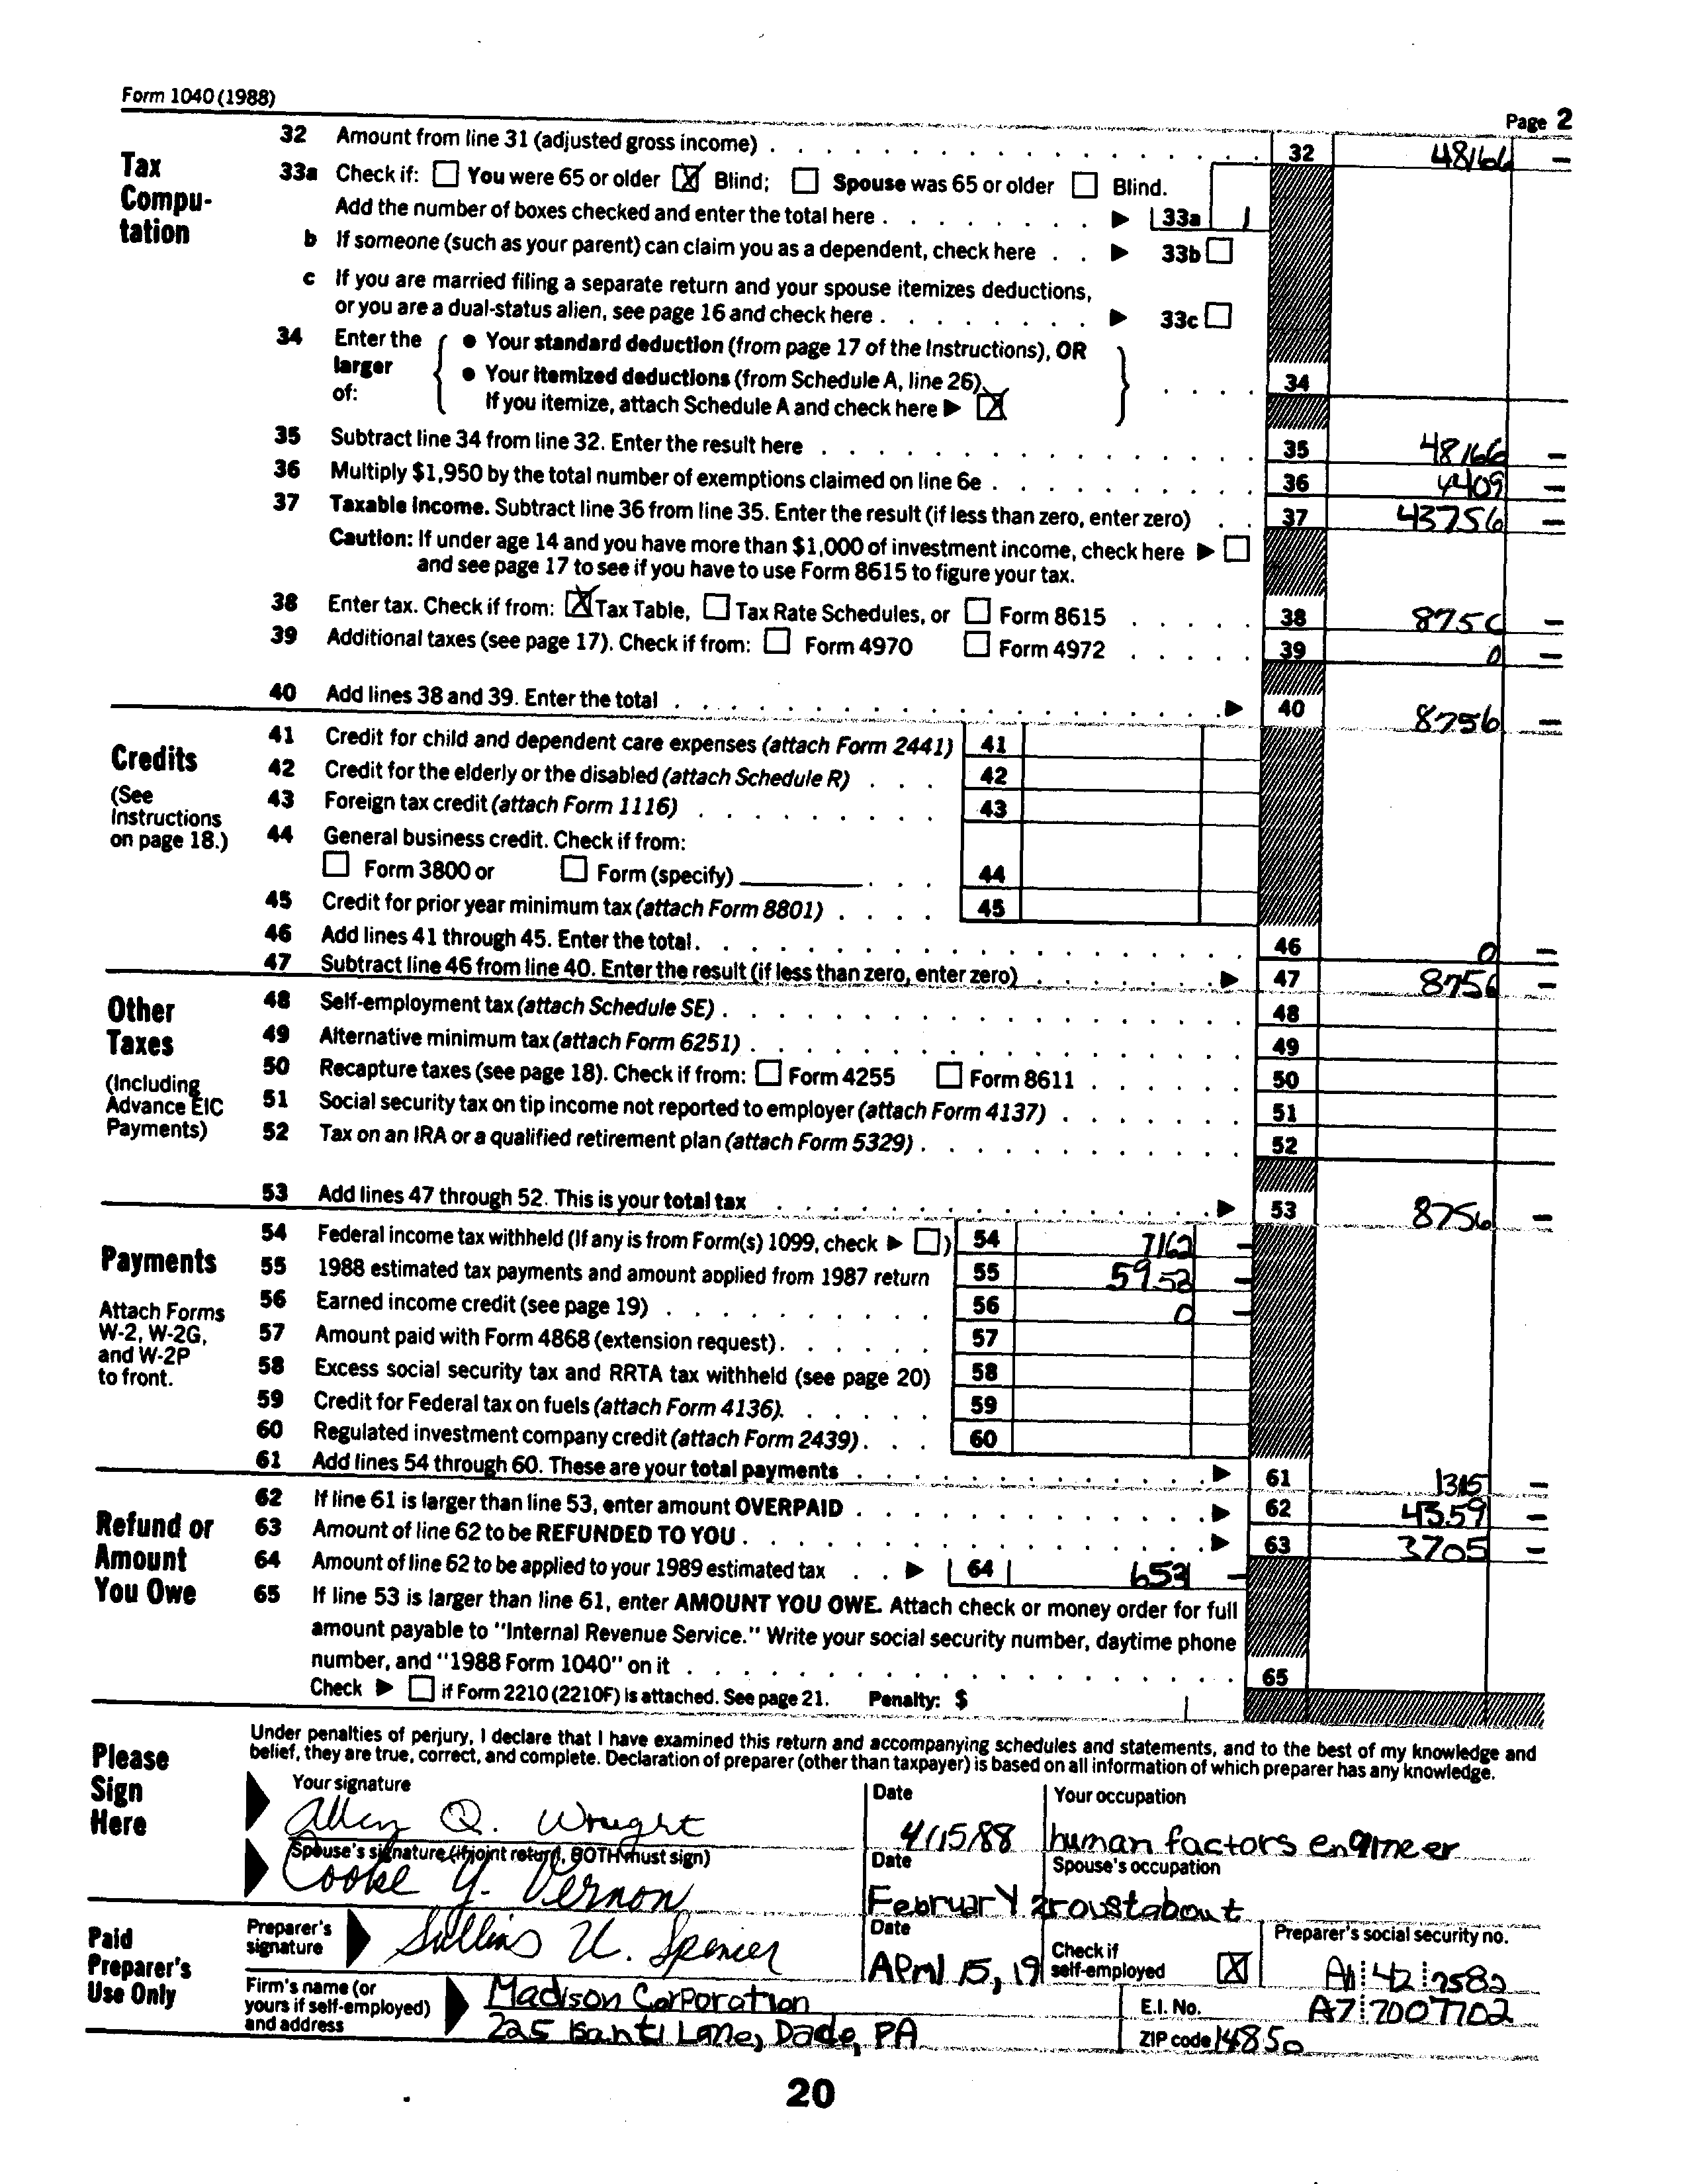 Form 1040 (1988)
Page 2
Tax Compu-tation
32 Amount from line 31 (adjusted gross income) 32 48166 —
33a Check if: You were 65 or older X Blind; Spouse was 65 or older Blind.
Add the number of boxes checked and enter the total here 33a 1
b If someone (such as your parent) can claim you as a dependent, check here 33b
c If you are married filing a separate return and your spouse itemizes deductions,
or you are a dual-status alien, see page 16 and check here 33c
34 Enter the larger of:
• Your standard deduction (from page 17 of the Instructions), OR
• Your itemized deductions (from Schedule A, line 26).
If you itemize, attach Schedule A and check here X
34
35 Subtract line 34 from line 32. Enter the result here 35 48166 —
36 Multiply $1,950 by the total number of exemptions claimed on line 6e 36 4409 —
37 Taxable income. Subtract line 36 from line 35. Enter the result (if less than zero, enter zero) 37 43756 —
Caution: If under age 14 and you have more than $1,000 of investment income, check here
and see page 17 to see if you have to use Form 8615 to figure your tax.
38 Enter tax. Check if from: X Tax Table, Tax Rate Schedules, or Form 8615 38 8756 —
39 Additional taxes (see page 17). Check if from: Form 4970 Form 4972 39 0 —
40 Add lines 38 and 39. Enter the total 40 8756 —
Credits
(See Instructions on page 18.)
41 Credit for child and dependent care expenses (attach Form 2441) 41
42 Credit for the elderly or the disabled (attach Schedule R) 42
43 Foreign tax credit (attach Form 1116) 43
44 General business credit. Check if from:
Form 3800 or Form (specify) 44
45 Credit for prior year minimum tax (attach Form 8801) 45
46 Add lines 41 through 45. Enter the total 46 0 —
47 Subtract line 46 from line 40. Enter the result (if less than zero, enter zero) 47 8756 —
Other Taxes
(Including Advance EIC Payments)
48 Self-employment tax (attach Schedule SE) 48
49 Alternative minimum tax (attach Form 6251) 49
50 Recapture taxes (see page 18). Check if from: Form 4255 Form 8611 50
51 Social security tax on tip income not reported to employer (attach Form 4137) 51
52 Tax on an IRA or a qualified retirement plan (attach Form 5329) 52
53 Add lines 47 through 52. This is your total tax 53 8756 —
Payments
Attach Forms W-2, W-2G, and W-2P to front.
54 Federal income tax withheld (If any is from Form(s) 1099, check ) 54 7162 —
55 1988 estimated tax payments and amount applied from 1987 return 55 5952 —
56 Earned income credit (see page 19) 56 0 —
57 Amount paid with Form 4868 (extension request) 57
58 Excess social security tax and RRTA tax withheld (see page 20) 58
59 Credit for Federal tax on fuels (attach Form 4136) 59
60 Regulated investment company credit (attach Form 2439) 60
61 Add lines 54 through 60. These are your total payments 61 —
Refund or Amount You Owe
62 If line 61 is larger than line 53, enter amount OVERPAID 62 4359 —
63 Amount of line 62 to be REFUNDED TO YOU 63 3705 —
64 Amount of line 62 to be applied to your 1989 estimated tax 64 653 —
65 If line 53 is larger than line 61, enter AMOUNT YOU OWE. Attach check or money order for full
amount payable to "Internal Revenue Service." Write your social security number, daytime phone
number, and "1988 Form 1040" on it 65
Check if Form 2210 (2210F) is attached. See page 21. Penalty: $
Please Sign Here
Under penalties of perjury, I declare that I have examined this return and accompanying schedules and statements, and to the best of my knowledge and
belief, they are true, correct, and complete. Declaration of preparer (other than taxpayer) is based on all information of which preparer has any knowledge.
Your signature Date Your occupation
Allen Q. Wright 4/15/88 human factors engineer
Spouse's signature (if joint return, BOTH must sign) Date Spouse's occupation
Cooke Y. Vernon February 2 roustabout
Paid Preparer's Use Only
Preparer's signature Date Check if self-employed X Preparer's social security no.
Sullins U. Spencer April 15, 19 42 7582
Firm's name (or yours if self-employed) and address
Madison Corporation E.I. No. A7 7007702
225 Lane, Dade, PA ZIP code 14850
20